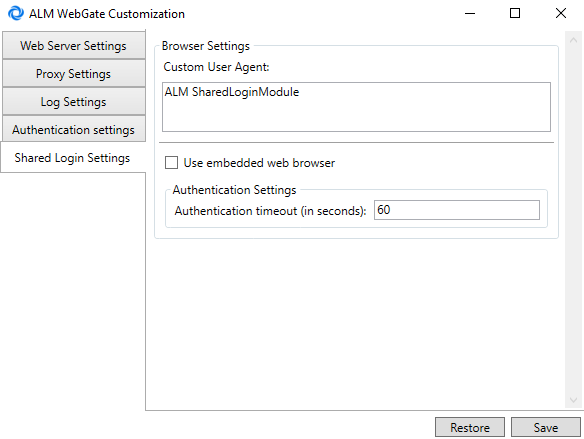 ALM WebGate Customization
Web Server Settings
Proxy Settings
Log Settings
Authentication settings
Shared Login Settings
Browser Settings
Custom User Agent:
ALM SharedLoginModule
Use embedded web browser
Authentication Settings
Authentication timeout (in seconds): 60
Restore Save